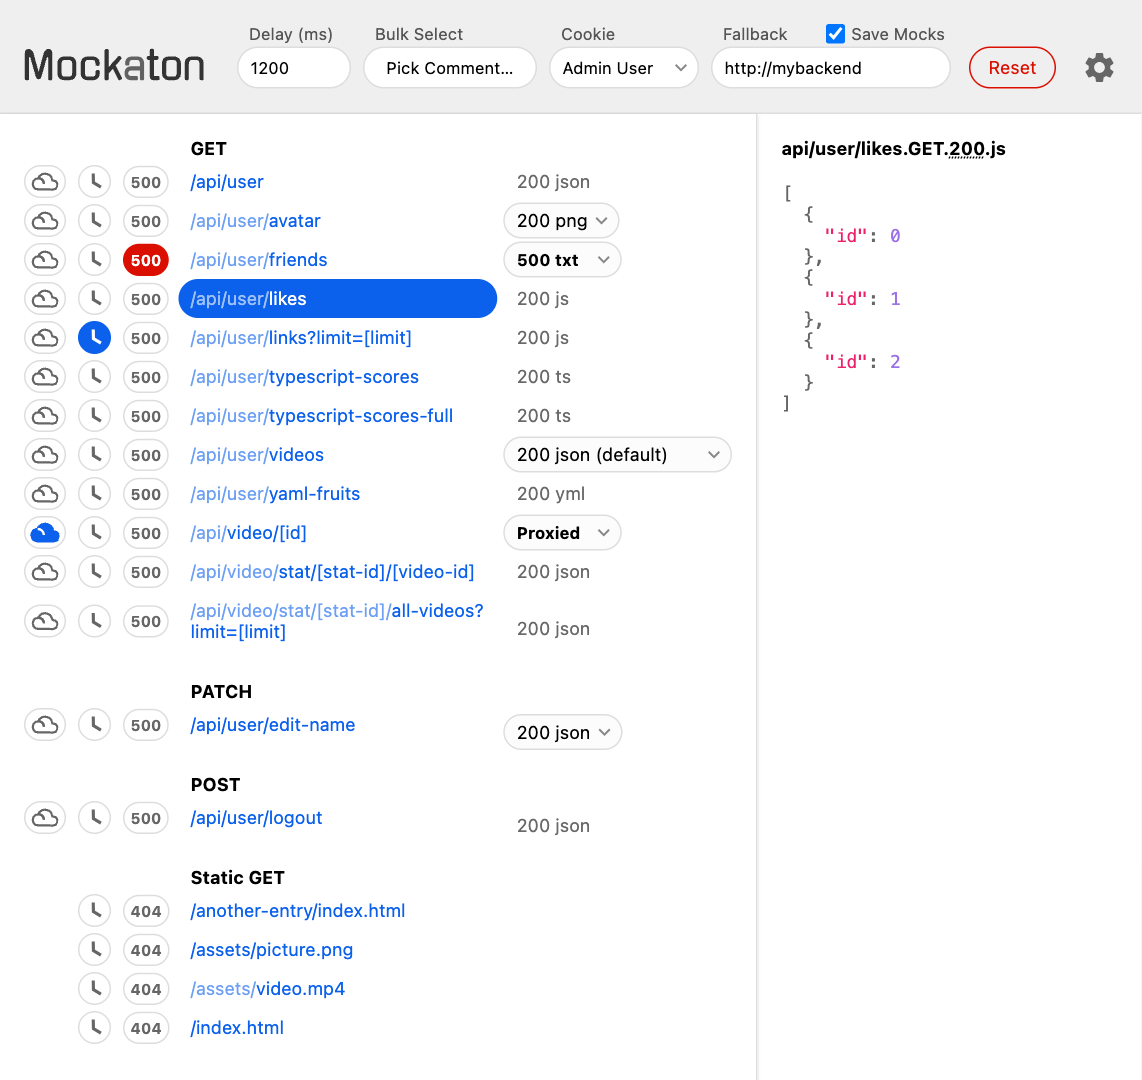 Mockaton
Delay (ms)
1200
Bulk Select
Pick Comment...
Cookie
Admin User
Fallback
Save Mocks
http://mybackend
Reset
GET
500 /api/user 200 json
500 /api/user/avatar 200 png
500 /api/user/friends 500 txt
500 /api/user/likes 200 js
500 /api/user/links?limit=[limit] 200 js
500 /api/user/typescript-scores 200 ts
500 /api/user/typescript-scores-full 200 ts
500 /api/user/videos 200 json (default)
500 /api/user/yaml-fruits 200 yml
500 /api/video/[id] Proxied
500 /api/video/stat/[stat-id]/[video-id] 200 json
500 /api/video/stat/[stat-id]/all-videos?
limit=[limit] 200 json
PATCH
500 /api/user/edit-name 200 json
POST
500 /api/user/logout 200 json
Static GET
404 /another-entry/index.html
404 /assets/picture.png
404 /assets/video.mp4
404 /index.html
api/user/likes.GET.200.js
[
  {
    "id": 0
  },
  {
    "id": 1
  },
  {
    "id": 2
  }
]